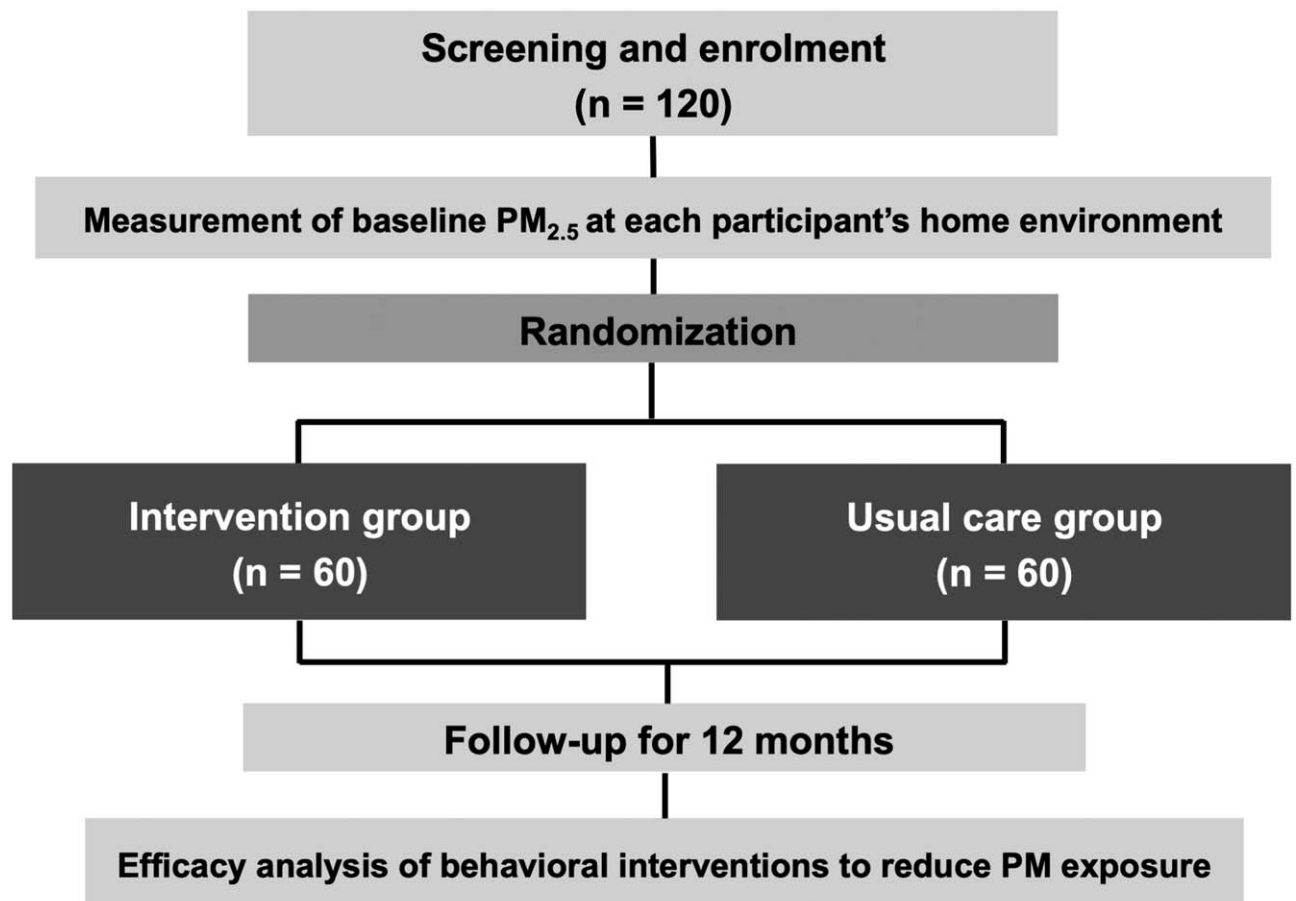 Screening and enrolment
(n = 120)
Measurement of baseline PM2.5 at each participant’s home environment
Randomization
Intervention group
(n = 60)
Usual care group
(n = 60)
Follow-up for 12 months
Efficacy analysis of behavioral interventions to reduce PM exposure